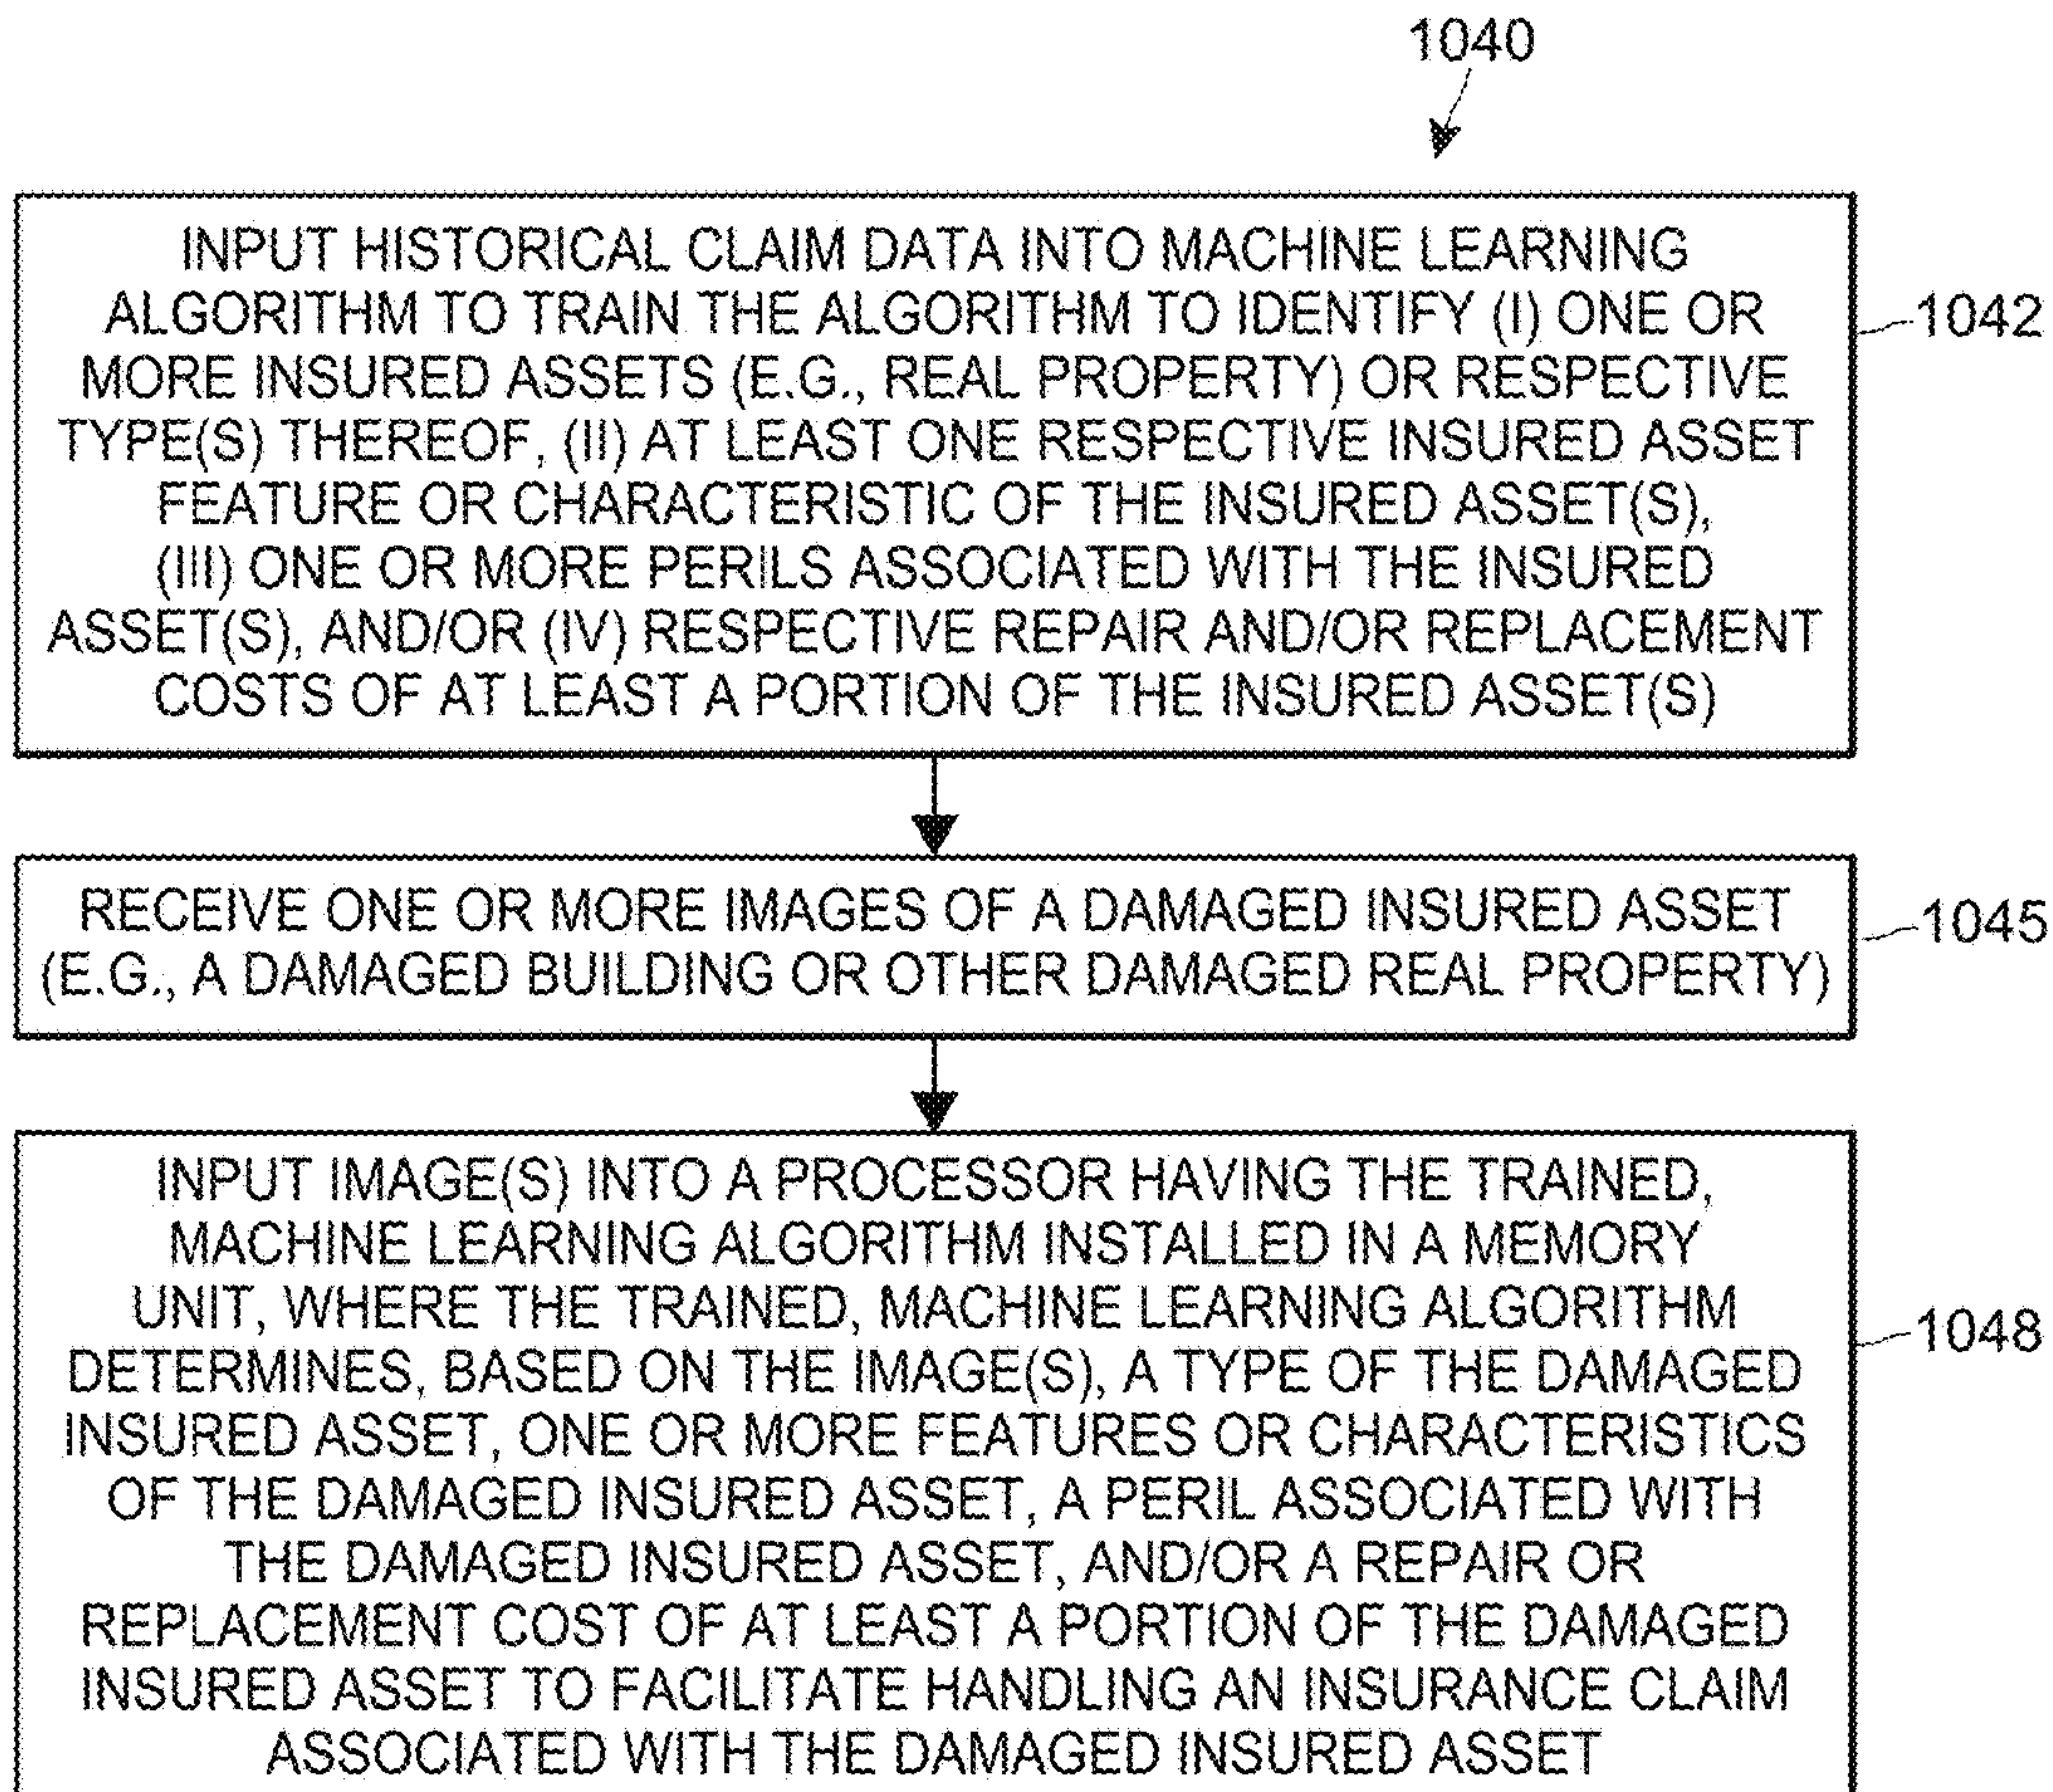 1040
INPUT HISTORICAL CLAIM DATA INTO MACHINE LEARNING
ALGORITHM TO TRAIN THE ALGORITHM TO IDENTIFY (I) ONE OR
MORE INSURED ASSETS (E.G., REAL PROPERTY) OR RESPECTIVE
TYPE(S) THEREOF, (II) AT LEAST ONE RESPECTIVE INSURED ASSET
FEATURE OR CHARACTERISTIC OF THE INSURED ASSET(S),
(III) ONE OR MORE PERILS ASSOCIATED WITH THE INSURED
ASSET(S), AND/OR (IV) RESPECTIVE REPAIR AND/OR REPLACEMENT
COSTS OF AT LEAST A PORTION OF THE INSURED ASSET(S)
1042
RECEIVE ONE OR MORE IMAGES OF A DAMAGED INSURED ASSET
(E.G., A DAMAGED BUILDING OR OTHER DAMAGED REAL PROPERTY)
1045
INPUT IMAGE(S) INTO A PROCESSOR HAVING THE TRAINED,
MACHINE LEARNING ALGORITHM INSTALLED IN A MEMORY
UNIT, WHERE THE TRAINED, MACHINE LEARNING ALGORITHM
DETERMINES, BASED ON THE IMAGE(S), A TYPE OF THE DAMAGED
INSURED ASSET, ONE OR MORE FEATURES OR CHARACTERISTICS
OF THE DAMAGED INSURED ASSET, A PERIL ASSOCIATED WITH
THE DAMAGED INSURED ASSET, AND/OR A REPAIR OR
REPLACEMENT COST OF AT LEAST A PORTION OF THE DAMAGED
INSURED ASSET TO FACILITATE HANDLING AN INSURANCE CLAIM
ASSOCIATED WITH THE DAMAGED INSURED ASSET
1048